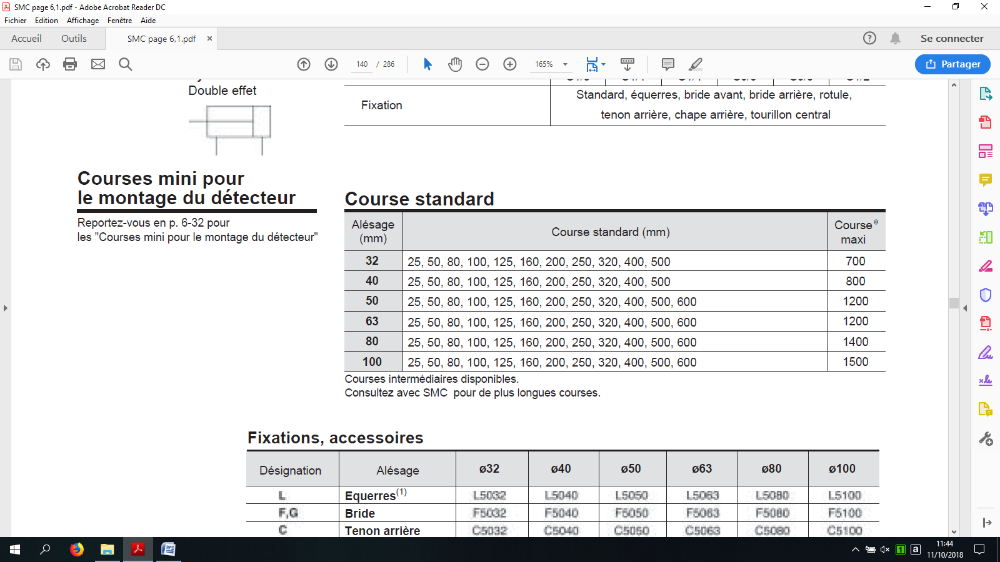 SMC page 6,1.pdf - Adobe Acrobat Reader DC
Fichier Edition Affichage Fenêtre Aide
Accueil Outils SMC page 6,1.pdf × ? Se connecter
140 / 286 165% Partager
Double effet
Fixation
Standard, équerres, bride avant, bride arrière, rotule,
tenon arrière, chape arrière, tourillon central
Courses mini pour
le montage du détecteur
Reportez-vous en p. 6-32 pour
les "Courses mini pour le montage du détecteur"
Course standard
Alésage (mm) Course standard (mm) Course* maxi
32 25, 50, 80, 100, 125, 160, 200, 250, 320, 400, 500 700
40 25, 50, 80, 100, 125, 160, 200, 250, 320, 400, 500 800
50 25, 50, 80, 100, 125, 160, 200, 250, 320, 400, 500, 600 1200
63 25, 50, 80, 100, 125, 160, 200, 250, 320, 400, 500, 600 1200
80 25, 50, 80, 100, 125, 160, 200, 250, 320, 400, 500, 600 1400
100 25, 50, 80, 100, 125, 160, 200, 250, 320, 400, 500, 600 1500
Courses intermédiaires disponibles.
Consultez avec SMC pour de plus longues courses.
Fixations, accessoires
Désignation Alésage ø32 ø40 ø50 ø63 ø80 ø100
L Equerres(1) L5032 L5040 L5050 L5063 L5080 L5100
F,G Bride F5032 F5040 F5050 F5063 F5080 F5100
C Tenon arrière C5032 C5040 C5050 C5063 C5080 C5100
1 a 11:44
11/10/2018